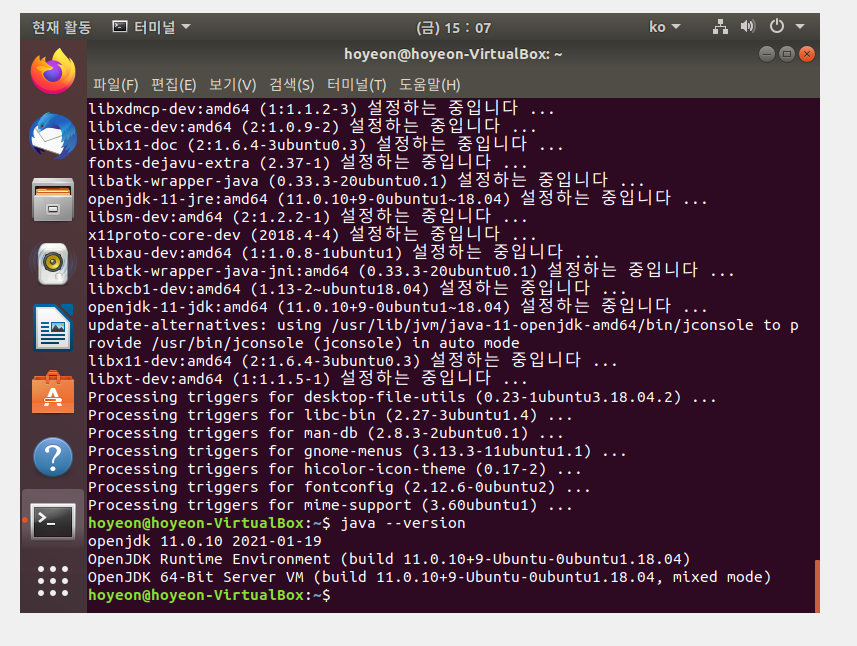 현재 활동
터미널
(금) 15 : 07
ko
hoyeon@hoyeon-VirtualBox: ~
파일(F) 편집(E) 보기(V) 검색(S) 터미널(T) 도움말(H)
libxdmcp-dev:amd64 (1:1.1.2-3) 설정하는 중입니다 ...
libice-dev:amd64 (2:1.0.9-2) 설정하는 중입니다 ...
libx11-doc (2:1.6.4-3ubuntu0.3) 설정하는 중입니다 ...
fonts-dejavu-extra (2.37-1) 설정하는 중입니다 ...
libatk-wrapper-java (0.33.3-20ubuntu0.1) 설정하는 중입니다 ...
openjdk-11-jre:amd64 (11.0.10+9-0ubuntu1~18.04) 설정하는 중입니다 ...
libsm-dev:amd64 (2:1.2.2-1) 설정하는 중입니다 ...
x11proto-core-dev (2018.4-4) 설정하는 중입니다 ...
libxau-dev:amd64 (1:1.0.8-1ubuntu1) 설정하는 중입니다 ...
libatk-wrapper-java-jni:amd64 (0.33.3-20ubuntu0.1) 설정하는 중입니다 ...
libxcb1-dev:amd64 (1.13-2~ubuntu18.04) 설정하는 중입니다 ...
openjdk-11-jdk:amd64 (11.0.10+9-0ubuntu1~18.04) 설정하는 중입니다 ...
update-alternatives: using /usr/lib/jvm/java-11-openjdk-amd64/bin/jconsole to p
rovide /usr/bin/jconsole (jconsole) in auto mode
libx11-dev:amd64 (2:1.6.4-3ubuntu0.3) 설정하는 중입니다 ...
libxt-dev:amd64 (1:1.1.5-1) 설정하는 중입니다 ...
Processing triggers for desktop-file-utils (0.23-1ubuntu3.18.04.2) ...
Processing triggers for libc-bin (2.27-3ubuntu1.4) ...
Processing triggers for man-db (2.8.3-2ubuntu0.1) ...
Processing triggers for gnome-menus (3.13.3-11ubuntu1.1) ...
Processing triggers for hicolor-icon-theme (0.17-2) ...
Processing triggers for fontconfig (2.12.6-0ubuntu2) ...
Processing triggers for mime-support (3.60ubuntu1) ...
hoyeon@hoyeon-VirtualBox:~$ java --version
openjdk 11.0.10 2021-01-19
OpenJDK Runtime Environment (build 11.0.10+9-Ubuntu-0ubuntu1.18.04)
OpenJDK 64-Bit Server VM (build 11.0.10+9-Ubuntu-0ubuntu1.18.04, mixed mode)
hoyeon@hoyeon-VirtualBox:~$